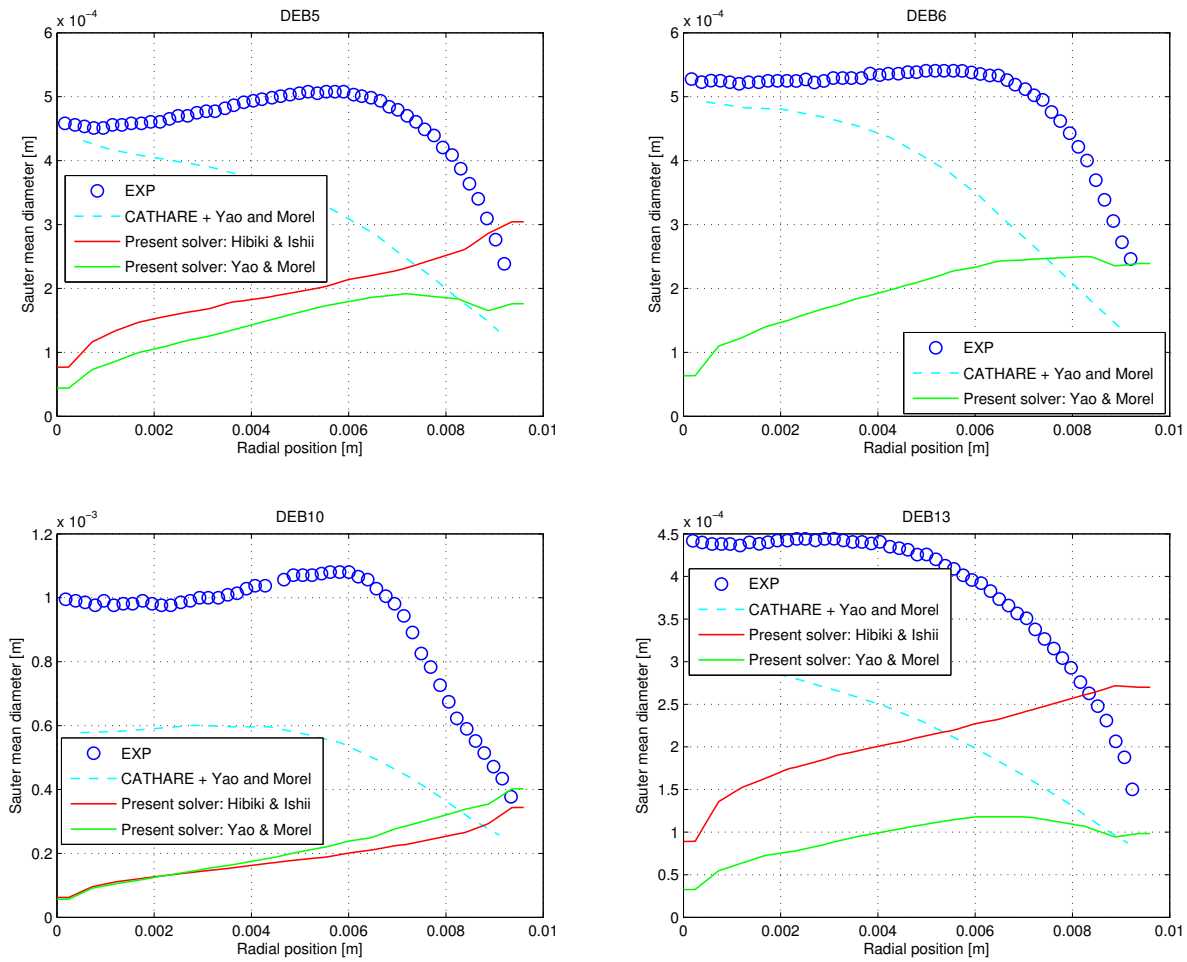 DEB5
x 10⁻⁴
6
5
4
3
2
1
0
Sauter mean diameter [m]
EXP
CATHARE + Yao and Morel
Present solver: Hibiki & Ishii
Present solver: Yao & Morel
0 0.002 0.004 0.006 0.008 0.01
Radial position [m]
DEB6
x 10⁻⁴
6
5
4
3
2
1
0
Sauter mean diameter [m]
EXP
CATHARE + Yao and Morel
Present solver: Yao & Morel
0 0.002 0.004 0.006 0.008 0.01
Radial position [m]
DEB10
x 10⁻³
1.2
1
0.8
0.6
0.4
0.2
0
Sauter mean diameter [m]
EXP
CATHARE + Yao and Morel
Present solver: Hibiki & Ishii
Present solver: Yao & Morel
0 0.002 0.004 0.006 0.008 0.01
Radial position [m]
DEB13
x 10⁻⁴
4.5
4
3.5
3
2.5
2
1.5
1
0.5
0
Sauter mean diameter [m]
EXP
CATHARE + Yao and Morel
Present solver: Hibiki & Ishii
Present solver: Yao & Morel
0 0.002 0.004 0.006 0.008 0.01
Radial position [m]